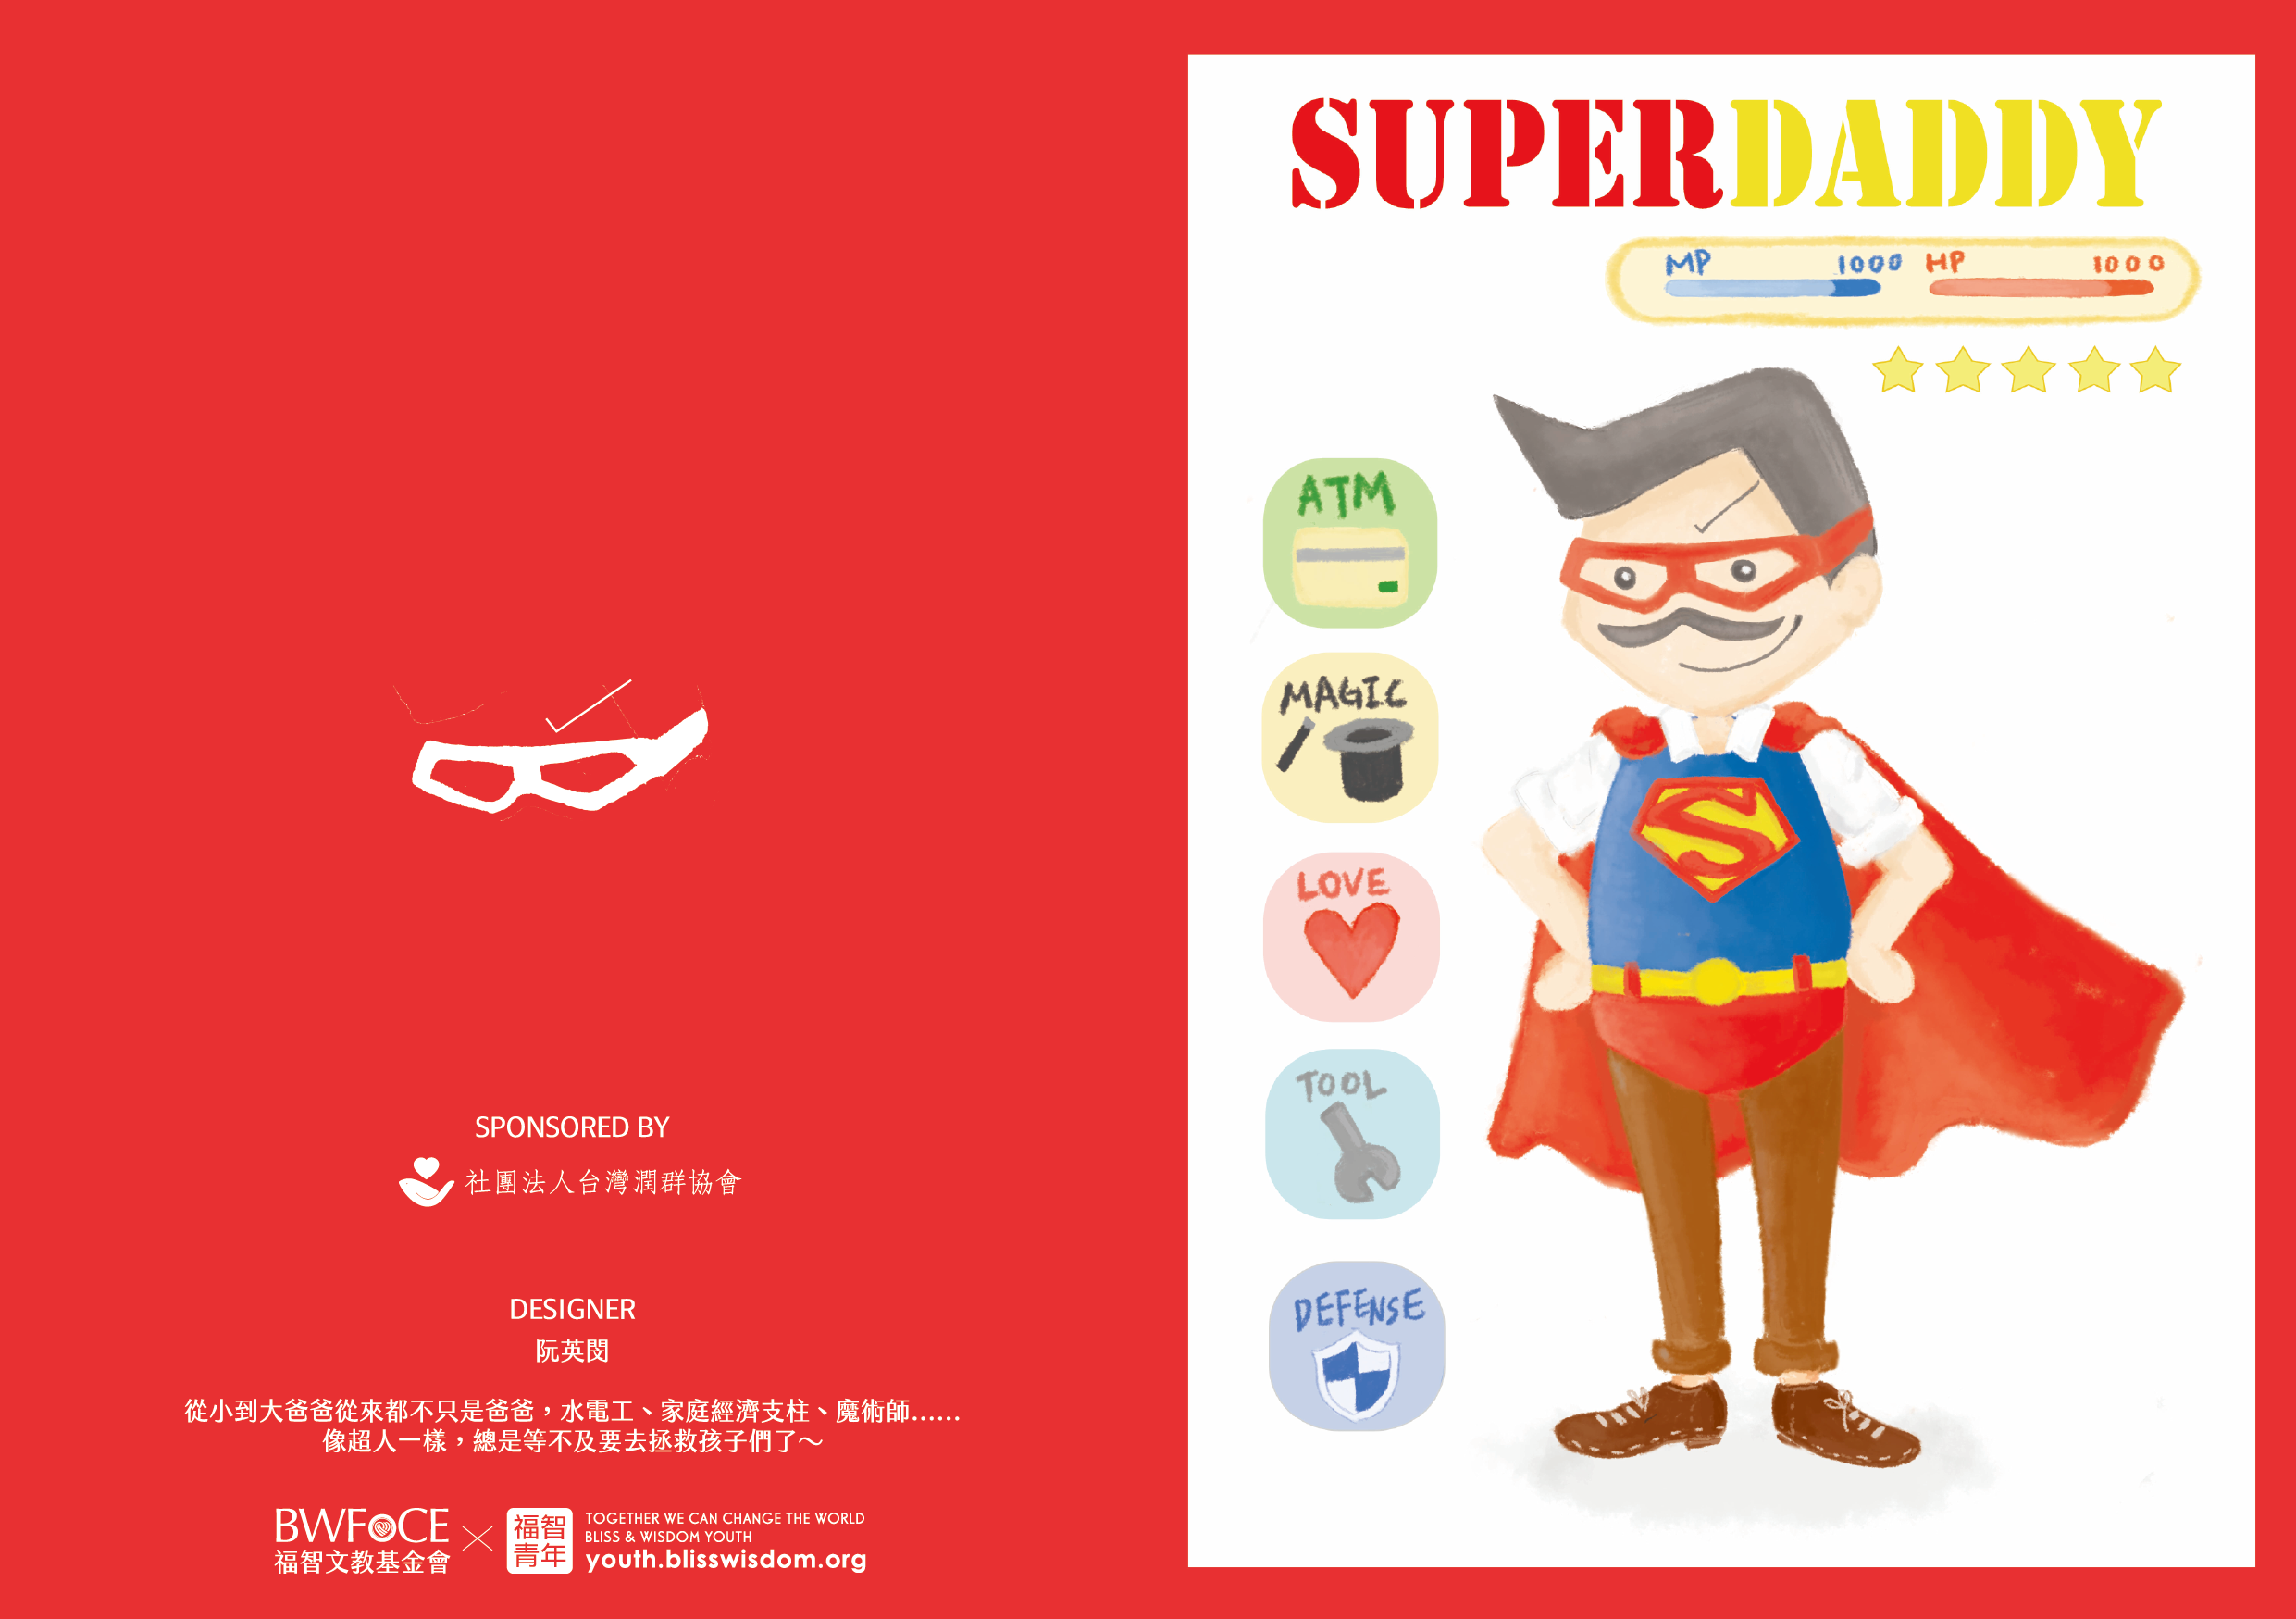 SPONSORED BY
社團法人台灣潤群協會
DESIGNER
阮英閔
從小到大爸爸從來都不只是爸爸，水電工、家庭經濟支柱、魔術師......
像超人一樣，總是等不及要去拯救孩子們了～
BWFOCE
福智文教基金會
福智
青年
TOGETHER WE CAN CHANGE THE WORLD
BLISS & WISDOM YOUTH
youth.blisswisdom.org
SUPERDADDY
MP 1000 HP 1000
ATM
MAGIC
LOVE
TOOL
DEFENSE
S